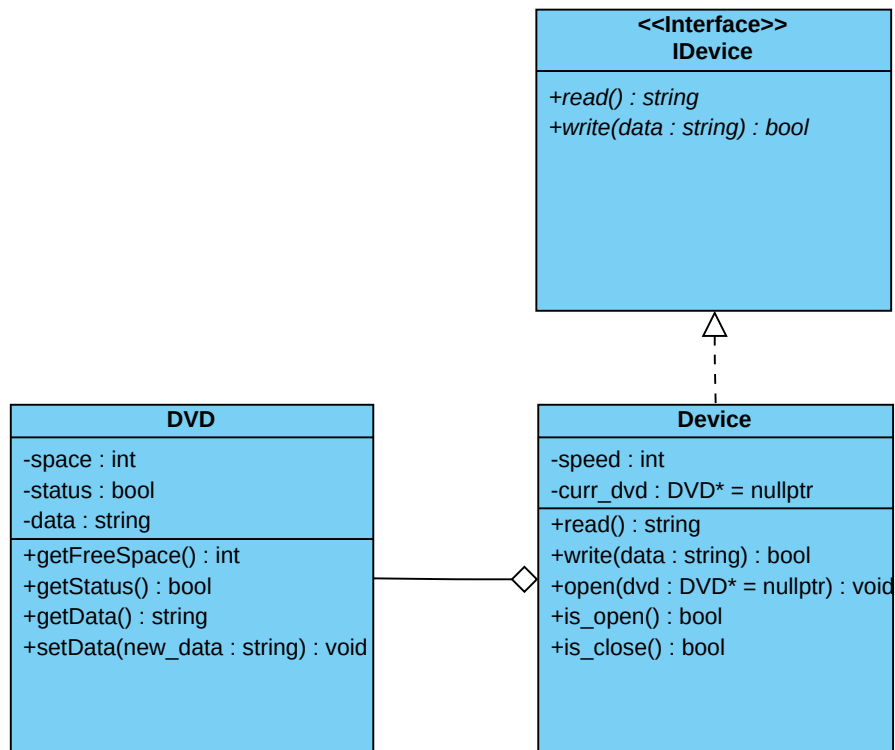 <<Interface>>
IDevice
+read() : string
+write(data : string) : bool
DVD
-space : int
-status : bool
-data : string
+getFreeSpace() : int
+getStatus() : bool
+getData() : string
+setData(new_data : string) : void
Device
-speed : int
-curr_dvd : DVD* = nullptr
+read() : string
+write(data : string) : bool
+open(dvd : DVD* = nullptr) : void
+is_open() : bool
+is_close() : bool